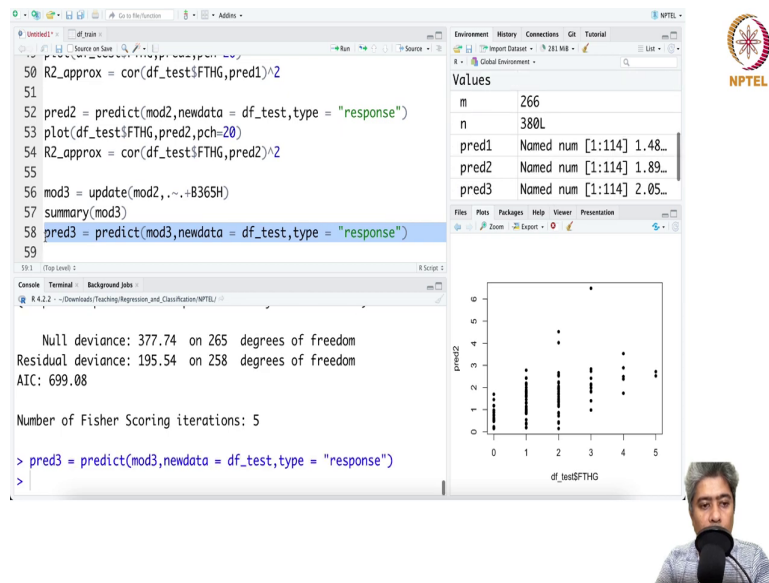 Go to file/function
Addins
NPTEL
Untitled1*
df_train
Source on Save
Run
Source
50 R2_approx = cor(df_test$FTHG,pred1)^2
51
52 pred2 = predict(mod2,newdata = df_test,type = "response")
53 plot(df_test$FTHG,pred2,pch=20)
54 R2_approx = cor(df_test$FTHG,pred2)^2
55
56 mod3 = update(mod2,.~.+B365H)
57 summary(mod3)
58 pred3 = predict(mod3,newdata = df_test,type = "response")
59
59:1 (Top Level)
R Script
Console Terminal Background Jobs
R 4.2.2 · ~/Downloads/Teaching/Regression_and_Classification/NPTEL/
Null deviance: 377.74 on 265 degrees of freedom
Residual deviance: 195.54 on 258 degrees of freedom
AIC: 699.08
Number of Fisher Scoring iterations: 5
> pred3 = predict(mod3,newdata = df_test,type = "response")
>
Environment History Connections Git Tutorial
Import Dataset 281 MiB List
R Global Environment
Values
m 266
n 380L
pred1 Named num [1:114] 1.48…
pred2 Named num [1:114] 1.89…
pred3 Named num [1:114] 2.05…
Files Plots Packages Help Viewer Presentation
Zoom Export
pred2
6
5
4
3
2
1
0
0 1 2 3 4 5
df_test$FTHG
NPTEL